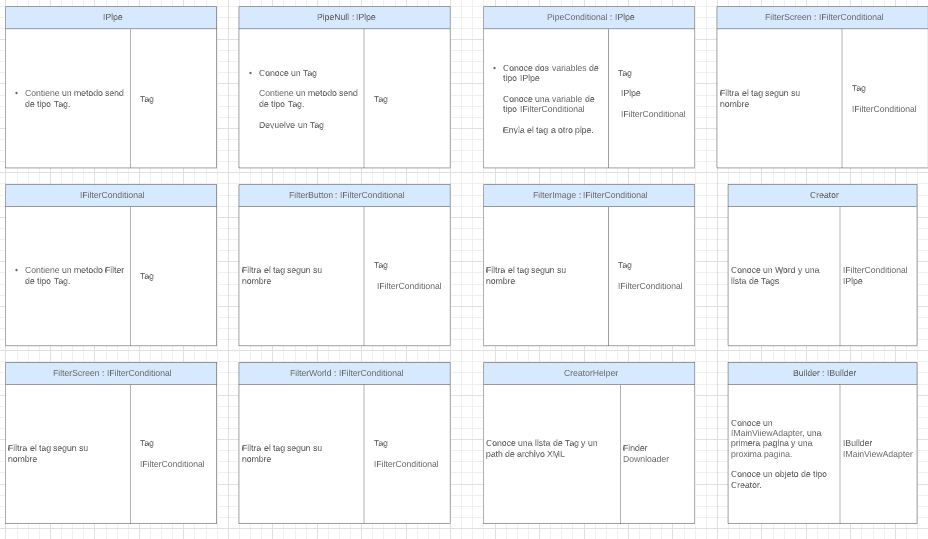 IPIpe
• Contiene un metodo send
de tipo Tag.
Tag
PipeNull : IPIpe
• Conoce un Tag
Contiene un metodo send
de tipo Tag.
Devuelve un Tag
Tag
PipeConditional : IPIpe
• Conoce dos variables de
tipo IPIpe
Conoce una variable de
tipo IFilterConditional
Envía el tag a otro pipe.
Tag
IPIpe
IFilterConditional
FilterScreen : IFilterConditional
Filtra el tag segun su
nombre
Tag
IFilterConditional
IFilterConditional
• Contiene un metodo Filter
de tipo Tag.
Tag
FilterButton : IFilterConditional
Filtra el tag segun su
nombre
Tag
IFilterConditional
FilterImage : IFilterConditional
Filtra el tag segun su
nombre
Tag
IFilterConditional
Creator
Conoce un Word y una
lista de Tags
IFilterConditional
IPIpe
FilterScreen : IFilterConditional
Filtra el tag segun su
nombre
Tag
IFilterConditional
FilterWorld : IFilterConditional
Filtra el tag segun su
nombre
Tag
IFilterConditional
CreatorHelper
Conoce una lista de Tag y un
path de archivo XML
Finder
Downloader
Builder : IBuilder
Conoce un
IMainViewAdapter, una
primera pagina y una
proxima pagina.
Conoce un objeto de tipo
Creator.
IBuilder
IMainViewAdapter